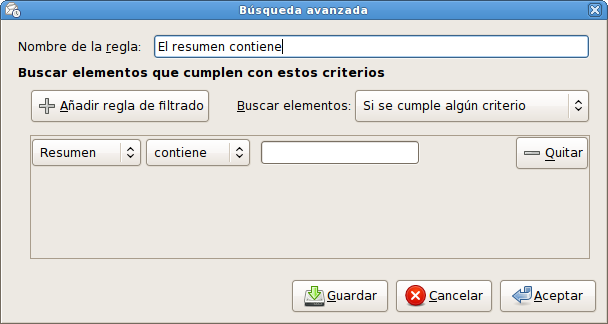 Búsqueda avanzada
Nombre de la regla: El resumen contiene
Buscar elementos que cumplen con estos criterios
Añadir regla de filtrado Buscar elementos: Si se cumple algún criterio
Resumen contiene Quitar
Guardar Cancelar Aceptar